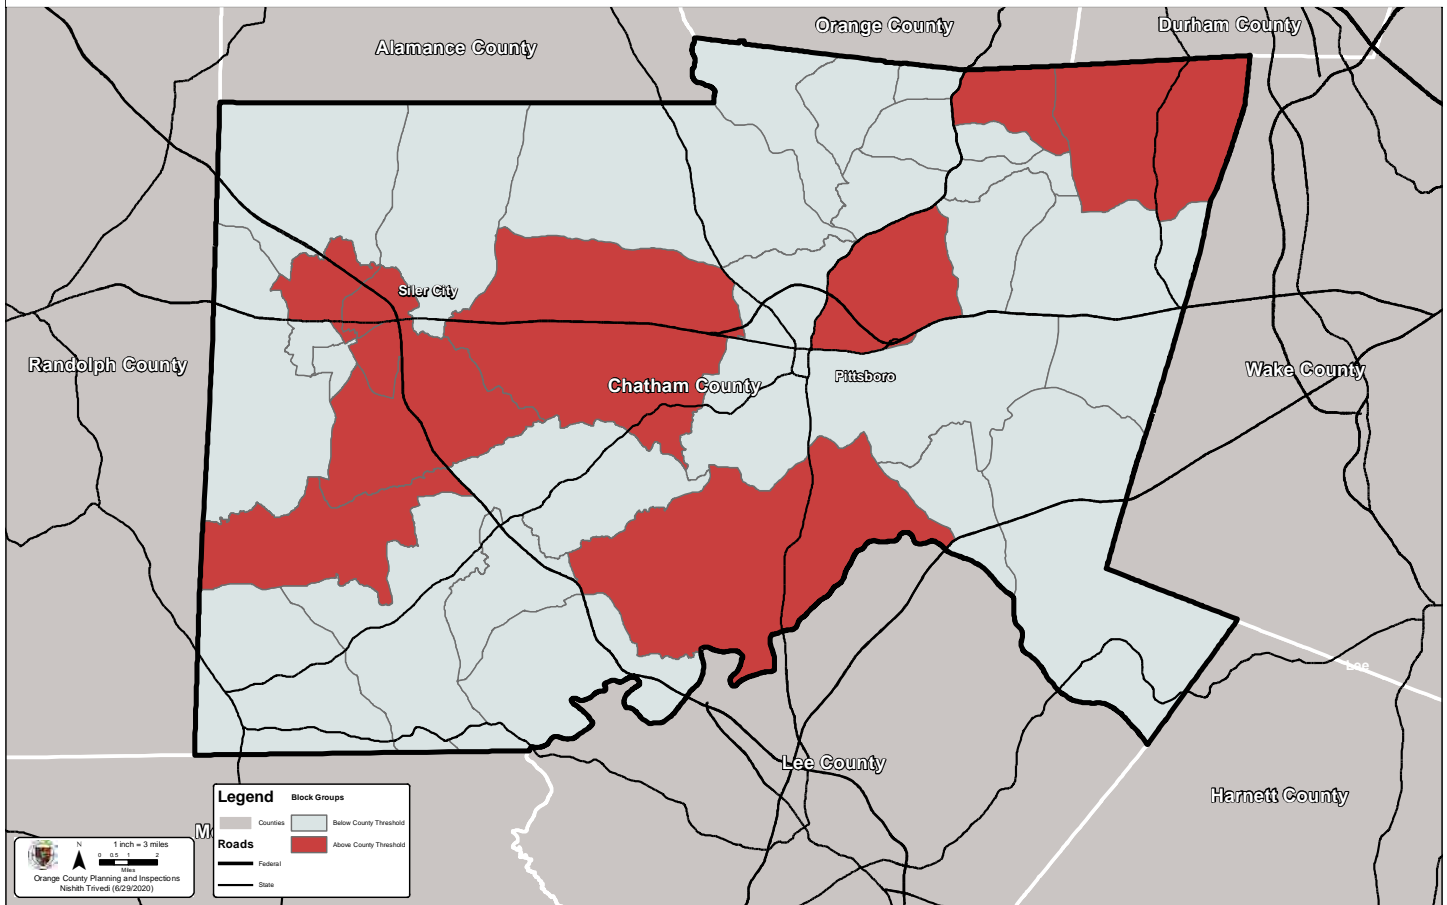 Orange County
Durham County
Alamance County
Siler City
Randolph County
Chatham County
Pittsboro
Wake County
Lee
Lee County
Harnett County
Legend
Block Groups
Counties
Below County Threshold
Roads
Above County Threshold
Federal
State
N
1 inch = 3 miles
0 0.5 1 2
Miles
Orange County Planning and Inspections
Nishith Trivedi (6/29/2020)